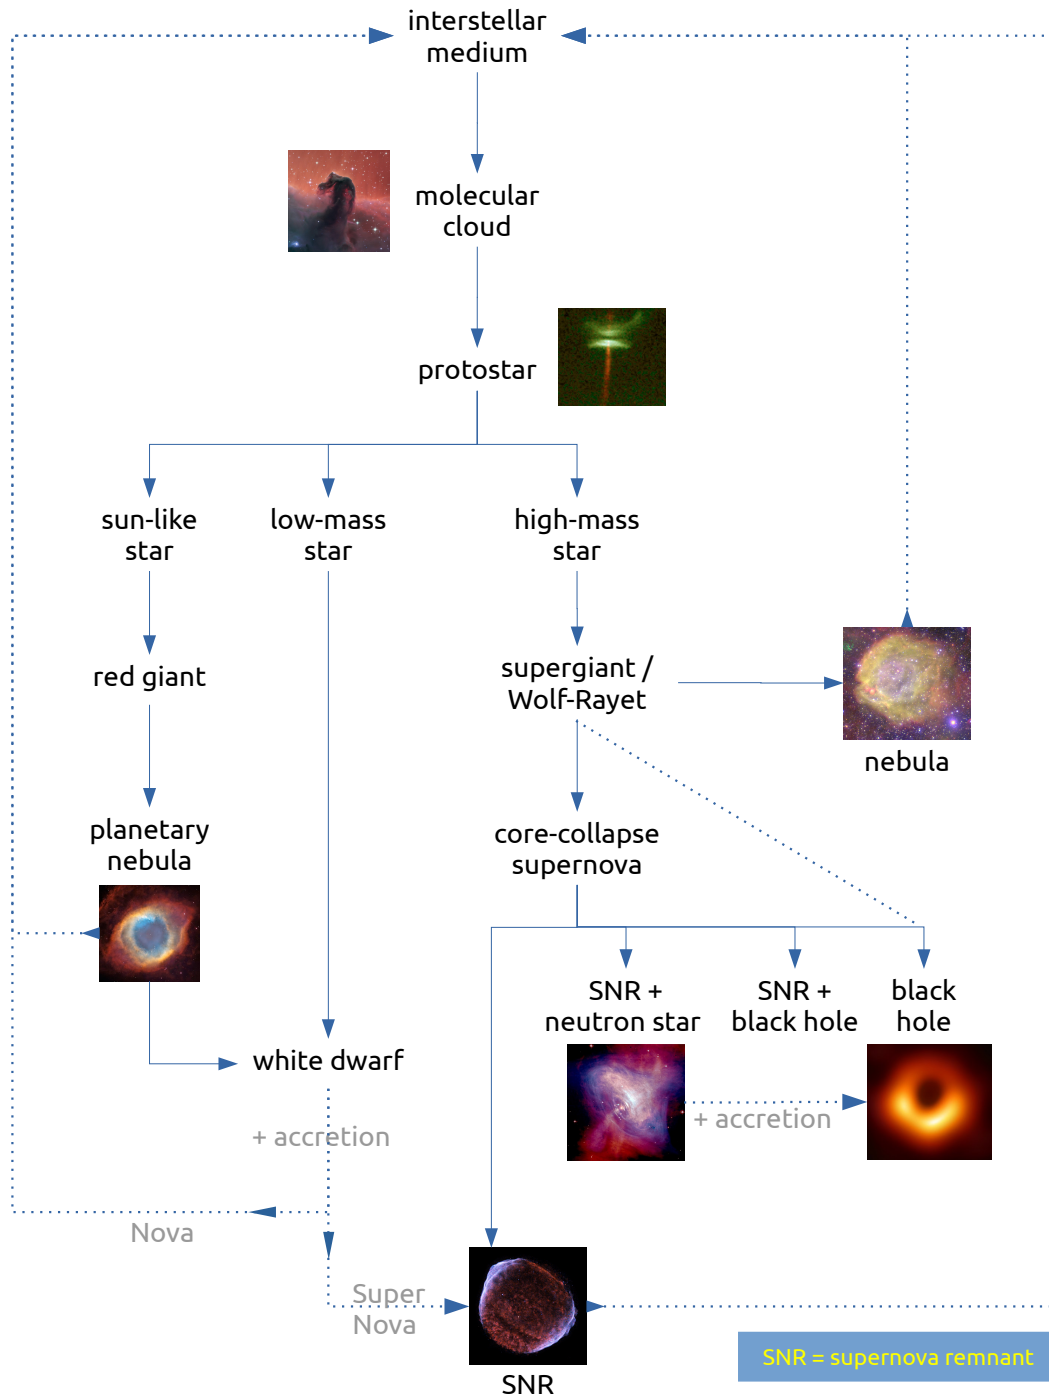 interstellar
medium
molecular
cloud
protostar
sun-like
star
low-mass
star
high-mass
star
red giant
supergiant /
Wolf-Rayet
nebula
planetary
nebula
core-collapse
supernova
SNR +
neutron star
SNR +
black hole
black
hole
white dwarf
+ accretion
+ accretion
Nova
Super
Nova
SNR
SNR = supernova remnant